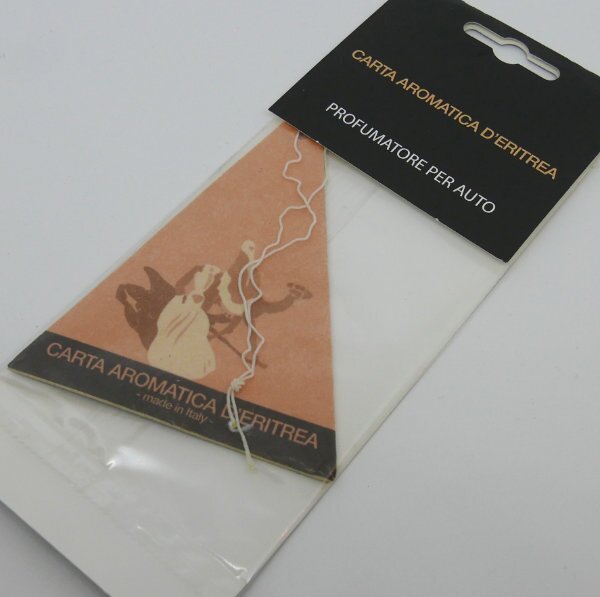 CARTA AROMATICA D'ERITREA
PROFUMATORE PER AUTO
CARTA AROMATICA D'ERITREA
- made in Italy -